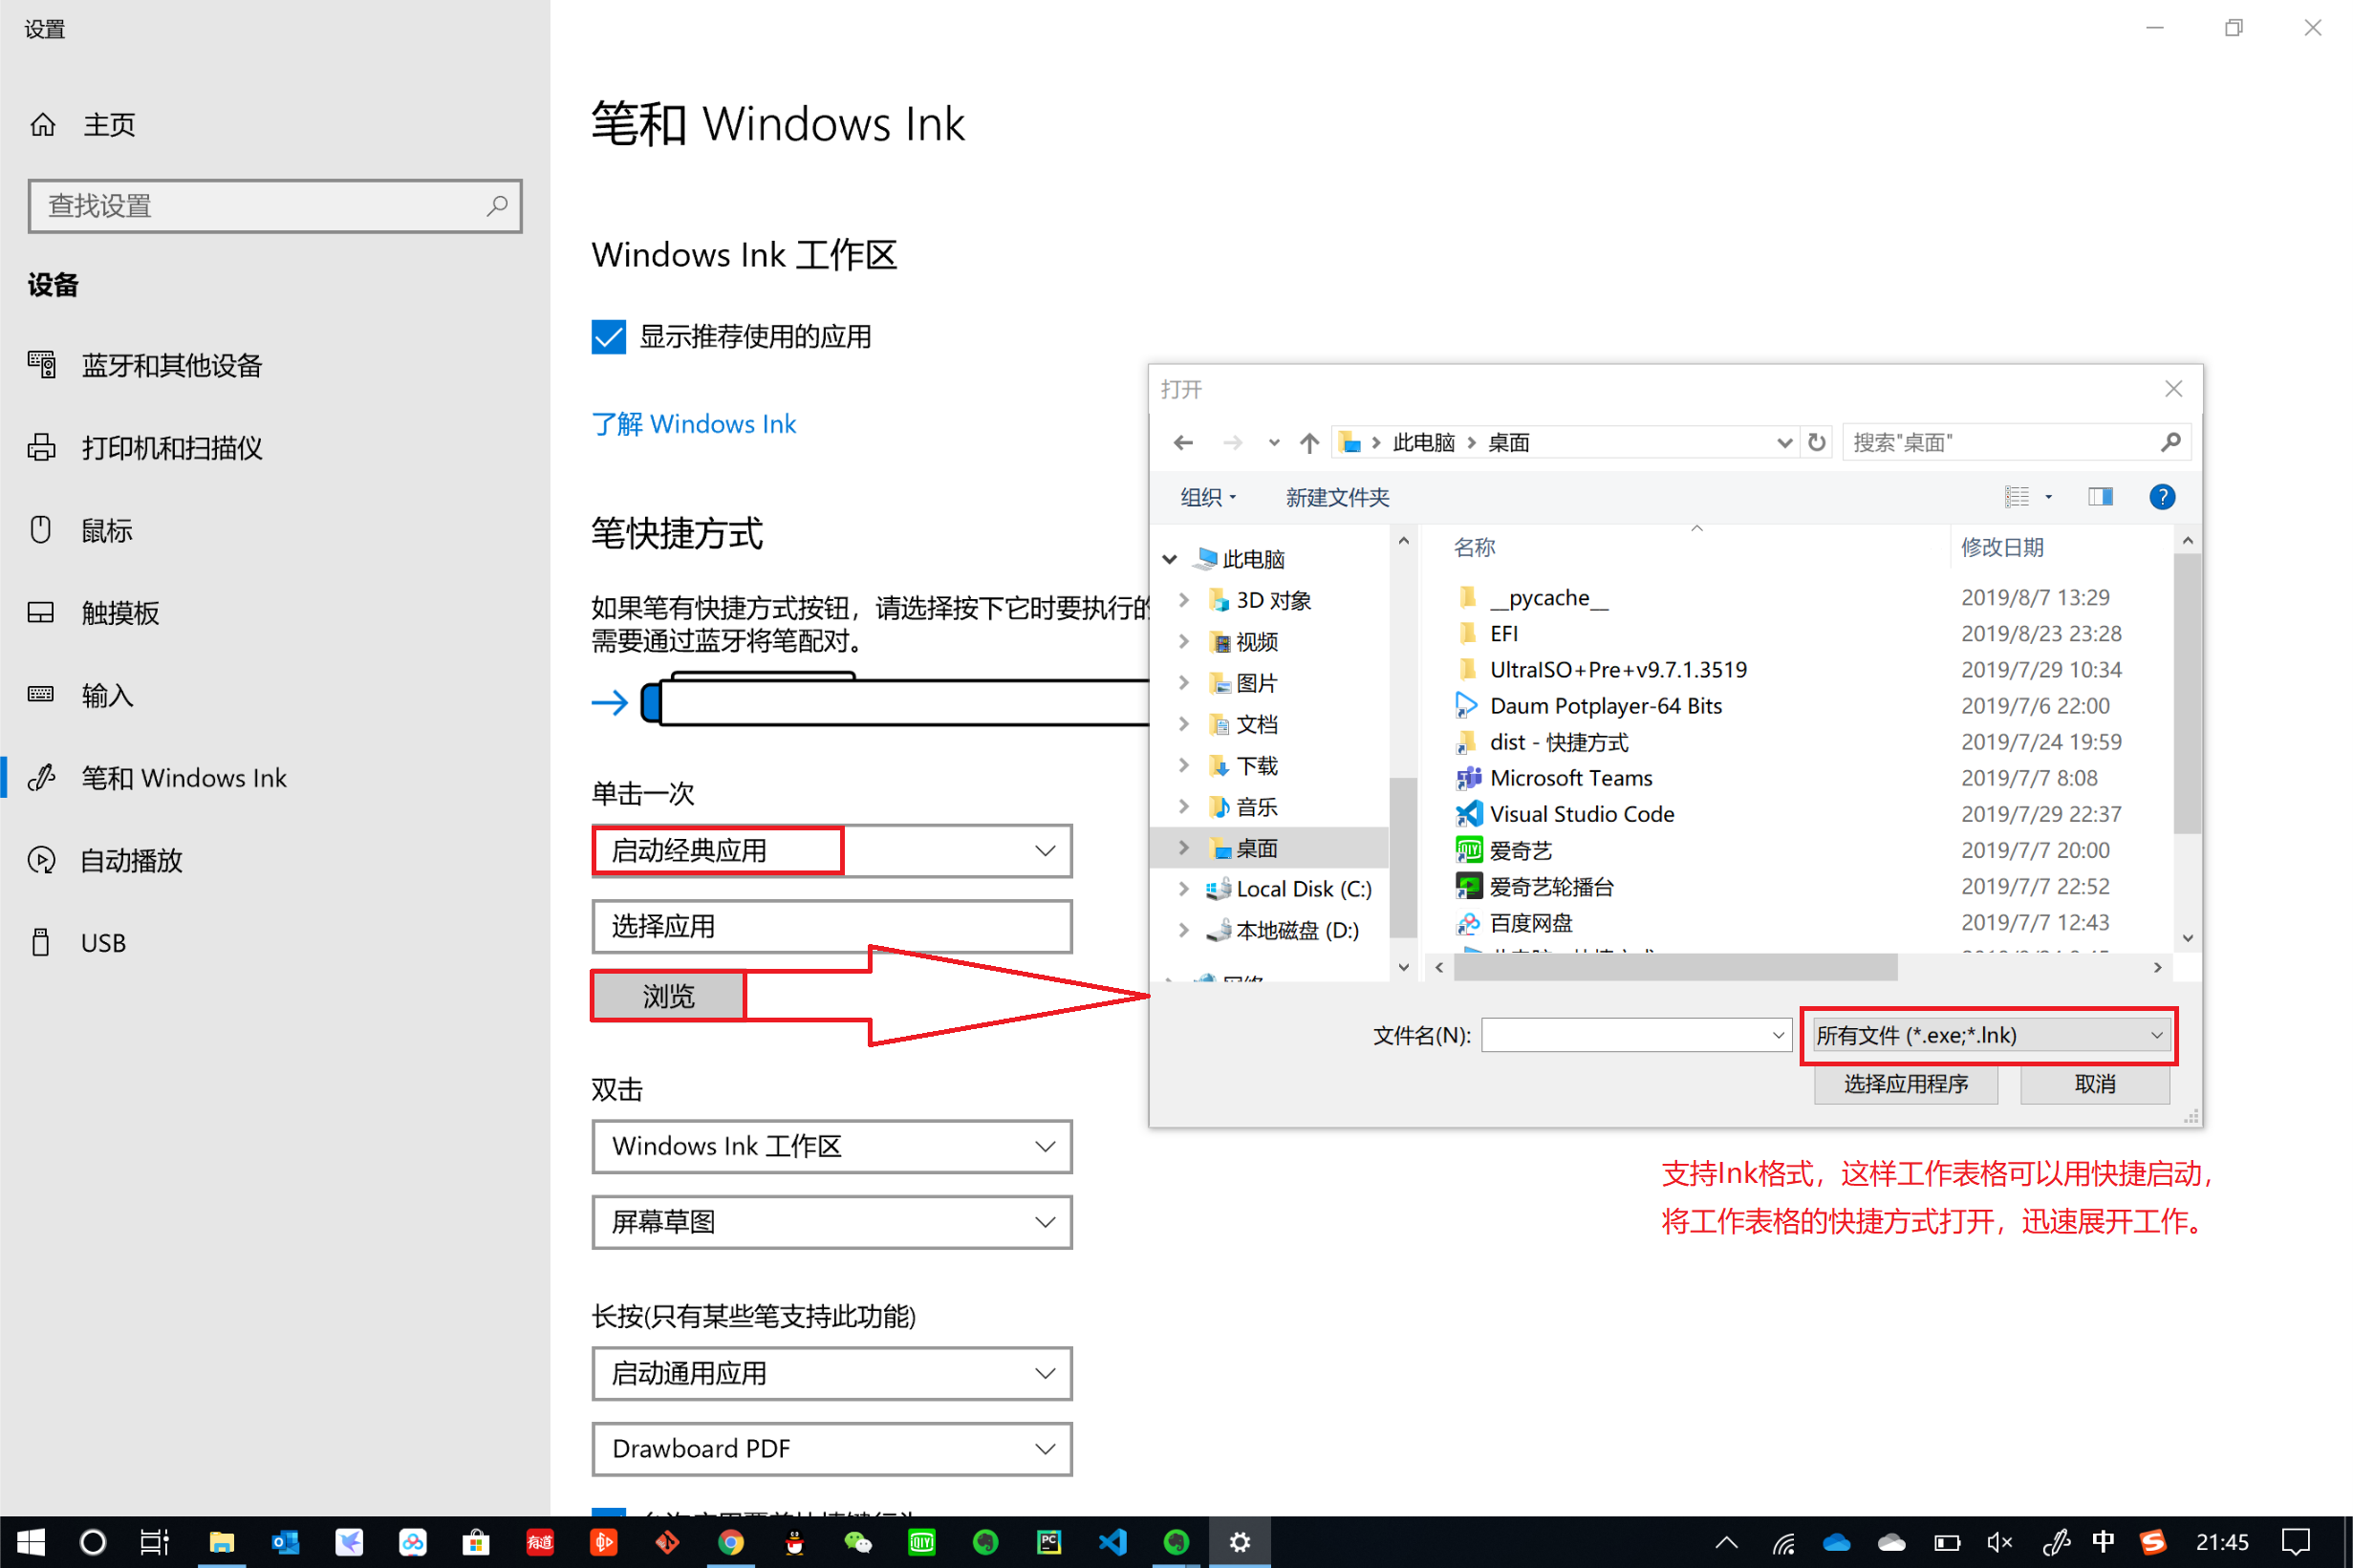 设置
主页
查找设置
设备
蓝牙和其他设备
打印机和扫描仪
鼠标
触摸板
输入
笔和 Windows Ink
自动播放
USB
笔和 Windows Ink
Windows Ink 工作区
显示推荐使用的应用
了解 Windows Ink
笔快捷方式
如果笔有快捷方式按钮，请选择按下它时要执行的
需要通过蓝牙将笔配对。
单击一次
启动经典应用
选择应用
浏览
双击
Windows Ink 工作区
屏幕草图
长按(只有某些笔支持此功能)
启动通用应用
Drawboard PDF
打开
此电脑 桌面
搜索"桌面"
组织 新建文件夹
此电脑
3D 对象
视频
图片
文档
下载
音乐
桌面
Local Disk (C:)
本地磁盘 (D:)
网络
名称 修改日期
__pycache__ 2019/8/7 13:29
EFI 2019/8/23 23:28
UltraISO+Pre+v9.7.1.3519 2019/7/29 10:34
Daum Potplayer-64 Bits 2019/7/6 22:00
dist - 快捷方式 2019/7/24 19:59
Microsoft Teams 2019/7/7 8:08
Visual Studio Code 2019/7/29 22:37
爱奇艺 2019/7/7 20:00
爱奇艺轮播台 2019/7/7 22:52
百度网盘 2019/7/7 12:43
文件名(N): 所有文件 (*.exe;*.lnk)
选择应用程序 取消
支持lnk格式，这样工作表格可以用快捷启动，
将工作表格的快捷方式打开，迅速展开工作。
有道
中
21:45